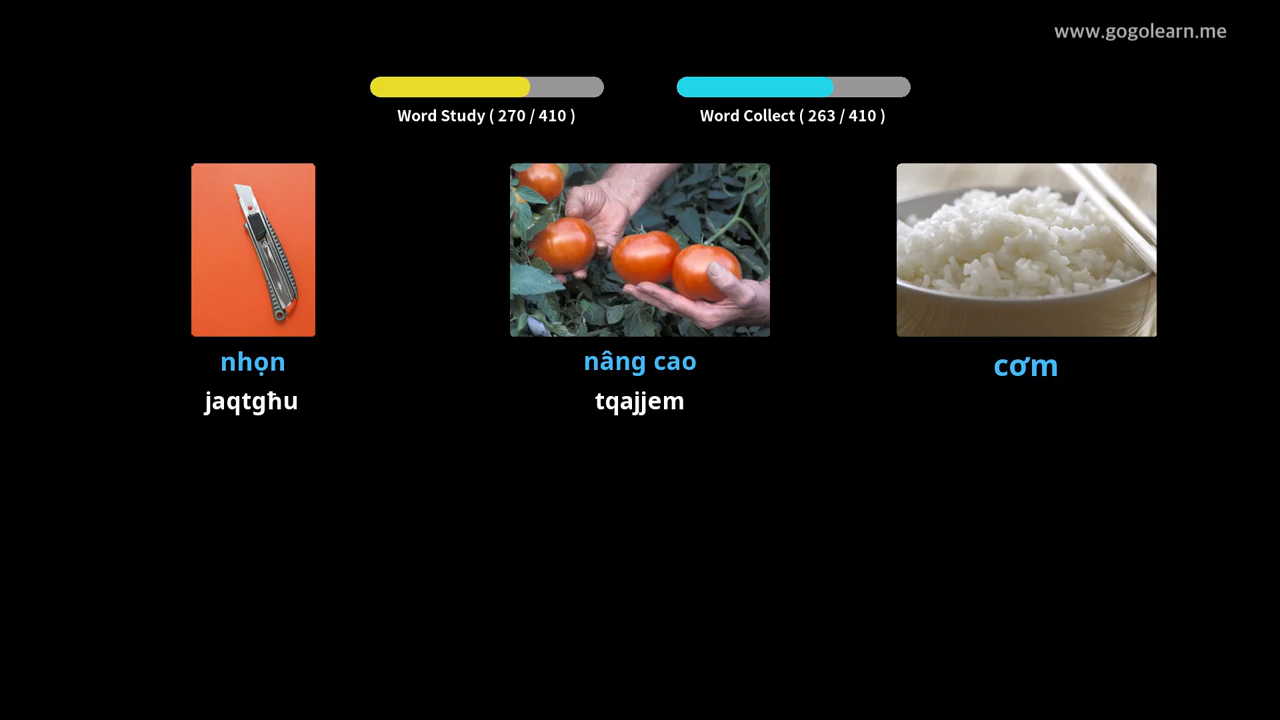 www.gogolearn.me
Word Study ( 270 / 410 )
Word Collect ( 263 / 410 )
nhọn
jaqtgħu
nâng cao
tqajjem
cơm